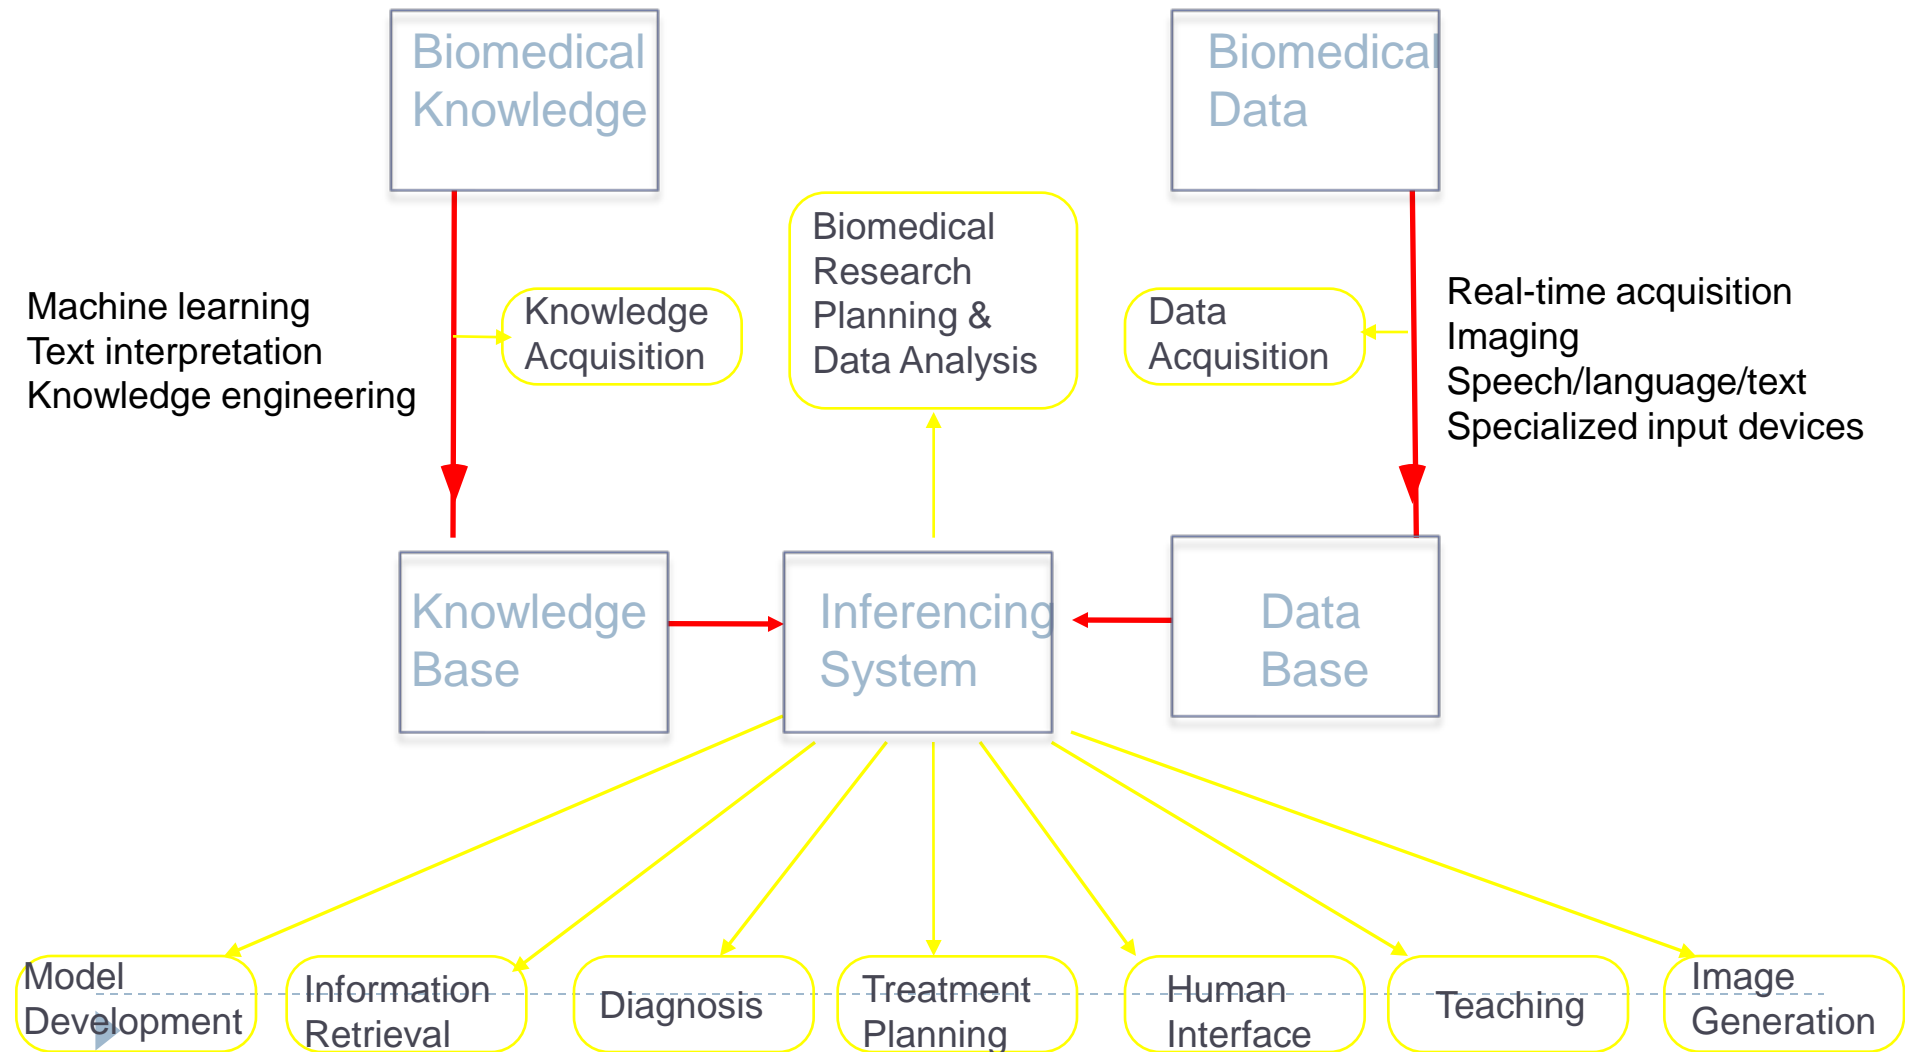 Biomedical
Knowledge
Biomedical
Data
Machine learning
Text interpretation
Knowledge engineering
Knowledge
Acquisition
Biomedical
Research
Planning &
Data Analysis
Data
Acquisition
Real-time acquisition
Imaging
Speech/language/text
Specialized input devices
Knowledge
Base
Inferencing
System
Data
Base
Model
Development
Information
Retrieval
Diagnosis
Treatment
Planning
Human
Interface
Teaching
Image
Generation